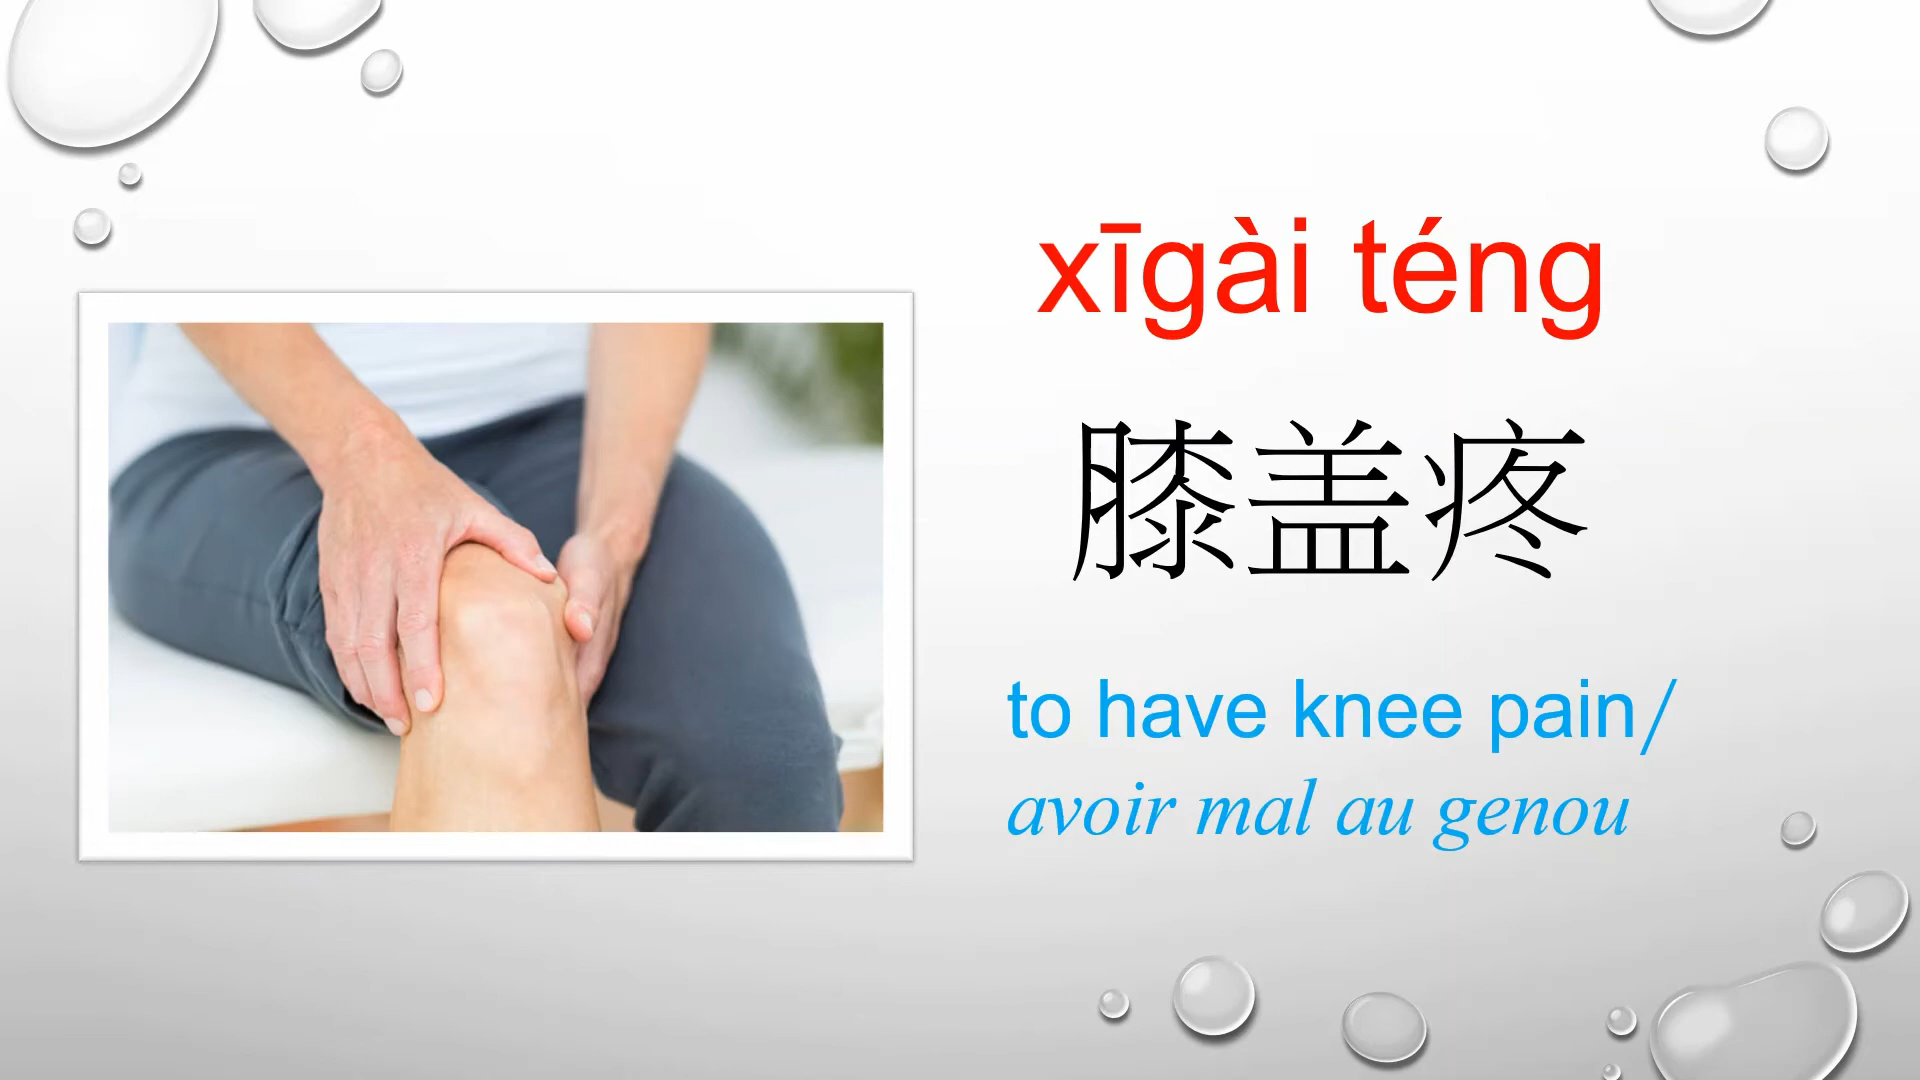 xīgài téng
膝盖疼
to have knee pain/
avoir mal au genou